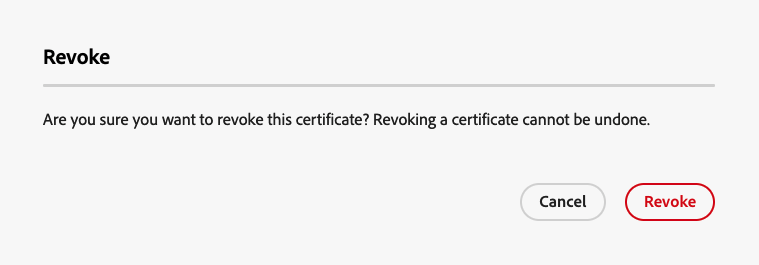 Revoke
Are you sure you want to revoke this certificate? Revoking a certificate cannot be undone.
Cancel
Revoke